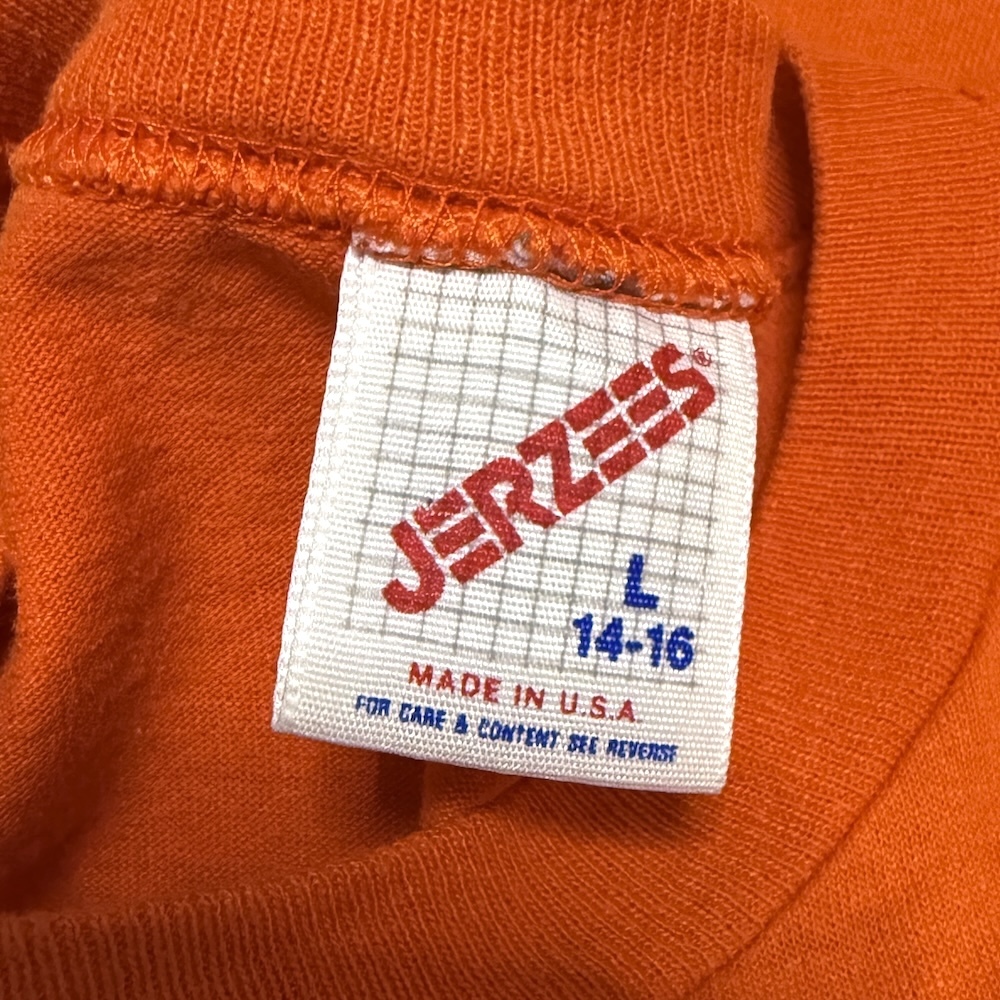 JERZEES®
L
14-16
MADE IN U.S.A
FOR CARE & CONTENT SEE REVERSE